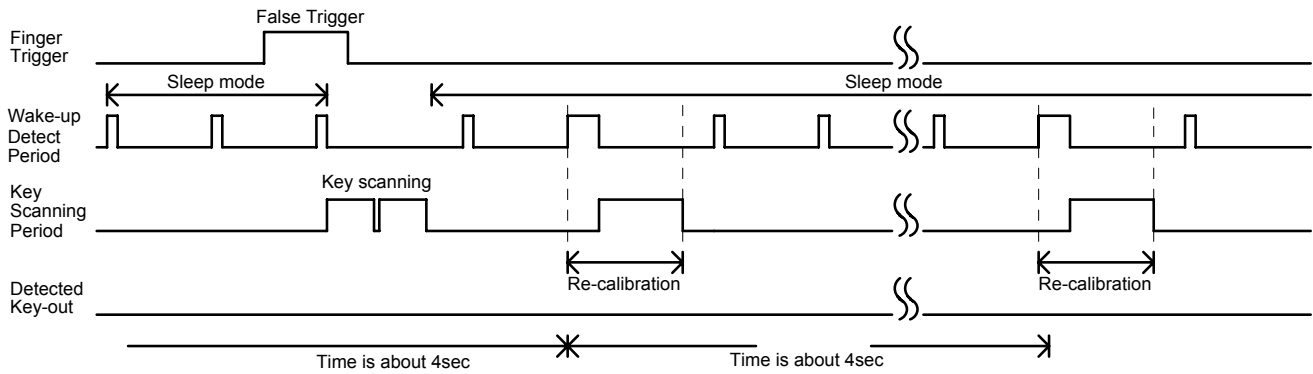 False Trigger
Finger
Trigger
Sleep mode
Sleep mode
Wake-up
Detect
Period
Key scanning
Key
Scanning
Period
Re-calibration
Re-calibration
Detected
Key-out
Time is about 4sec
Time is about 4sec